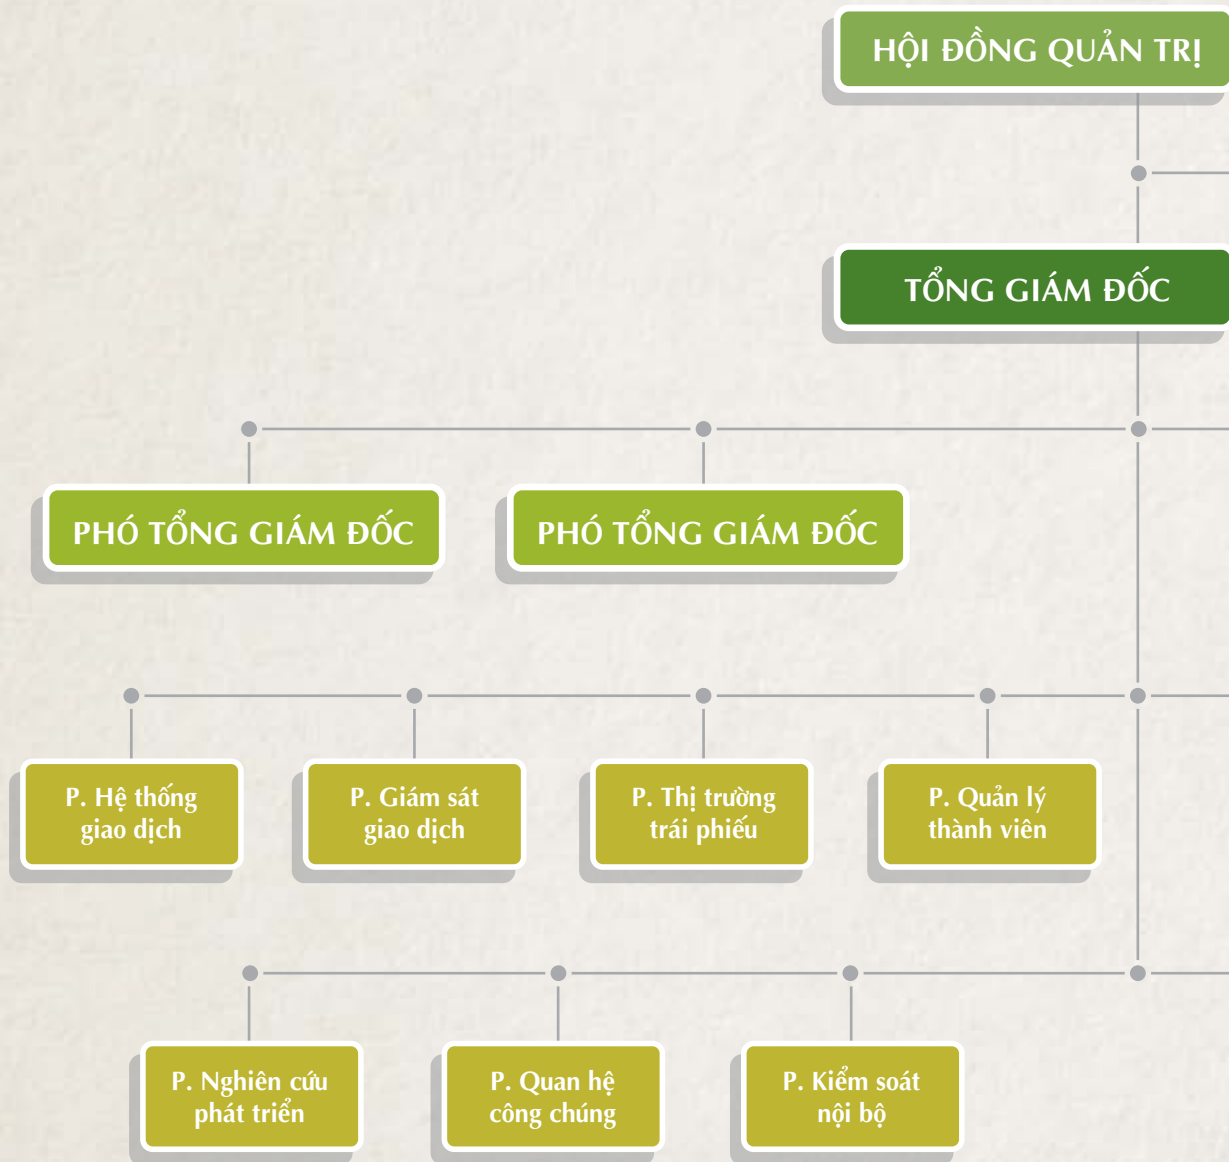 HỘI ĐỒNG QUẢN TRỊ
TỔNG GIÁM ĐỐC
PHÓ TỔNG GIÁM ĐỐC
PHÓ TỔNG GIÁM ĐỐC
P. Hệ thống
giao dịch
P. Giám sát
giao dịch
P. Thị trường
trái phiếu
P. Quản lý
thành viên
P. Nghiên cứu
phát triển
P. Quan hệ
công chúng
P. Kiểm soát
nội bộ